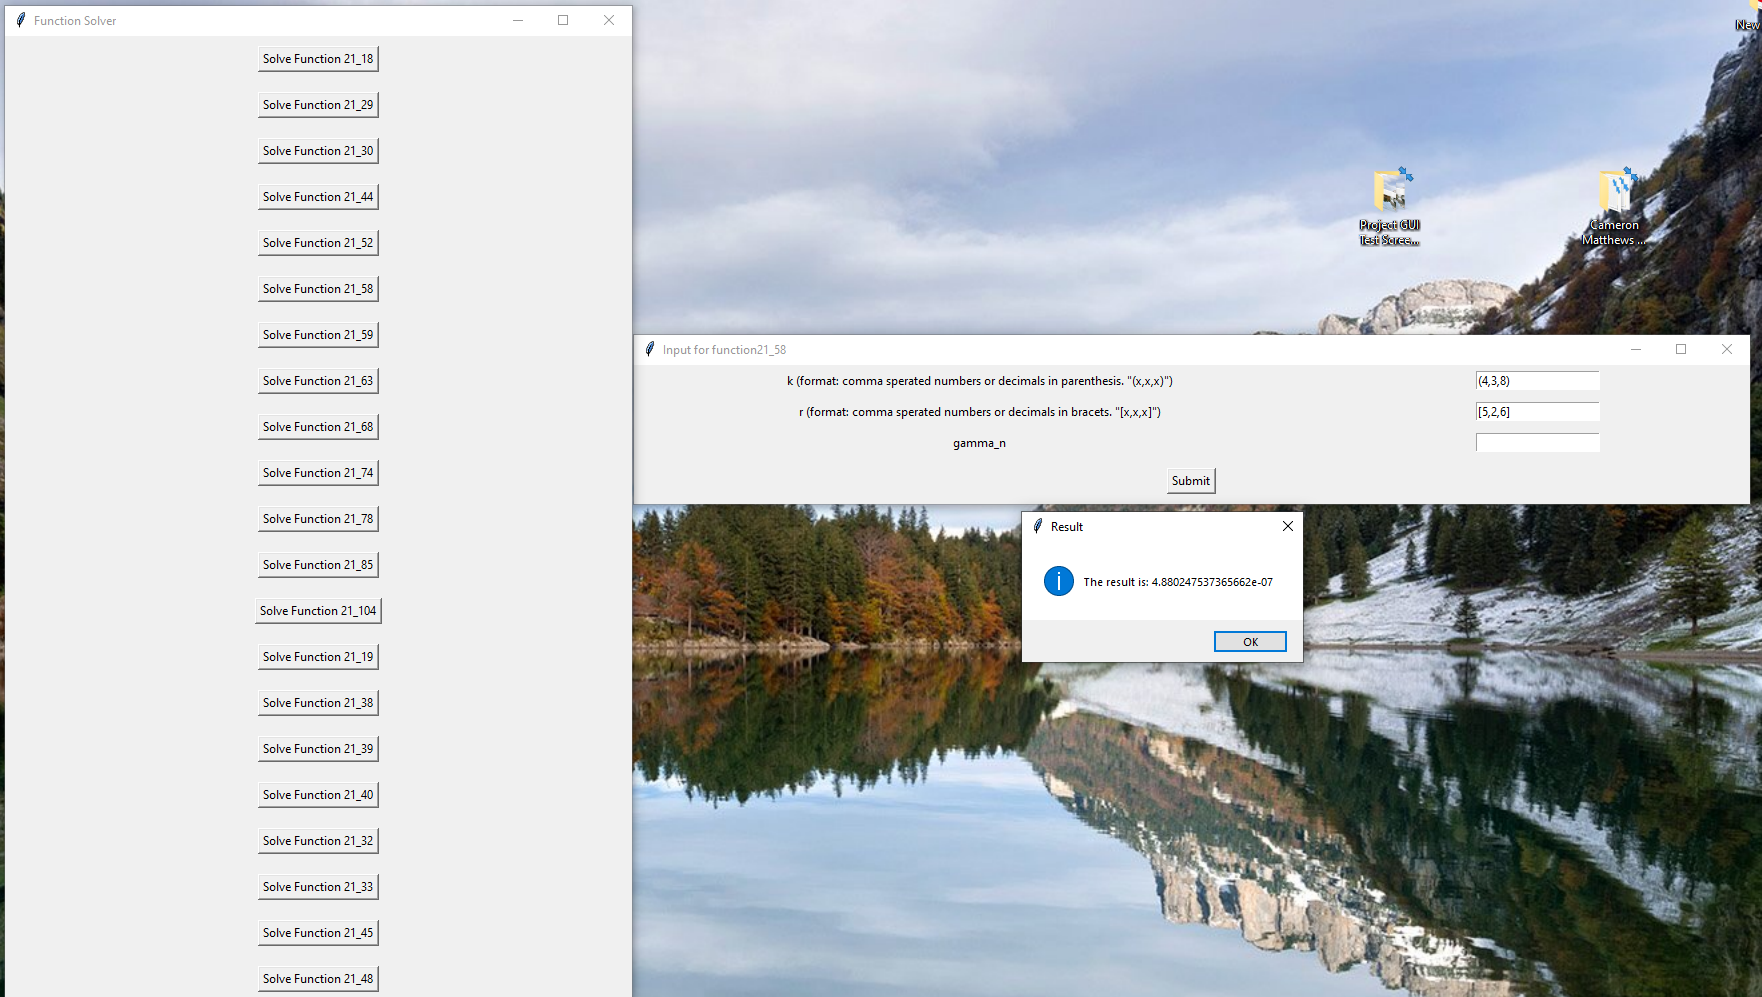 Function Solver
Solve Function 21_18
Solve Function 21_29
Solve Function 21_30
Solve Function 21_44
Solve Function 21_52
Solve Function 21_58
Solve Function 21_59
Solve Function 21_63
Solve Function 21_68
Solve Function 21_74
Solve Function 21_78
Solve Function 21_85
Solve Function 21_104
Solve Function 21_19
Solve Function 21_38
Solve Function 21_39
Solve Function 21_40
Solve Function 21_32
Solve Function 21_33
Solve Function 21_45
Solve Function 21_48
New
Project GUI
Test Scree...
Cameron
Matthews ...
Input for function21_58
k (format: comma sperated numbers or decimals in parenthesis. "(x,x,x)") (4,3,8)
r (format: comma sperated numbers or decimals in bracets. "[x,x,x]") [5,2,6]
gamma_n
Submit
Result
The result is: 4.880247537365662e-07
OK